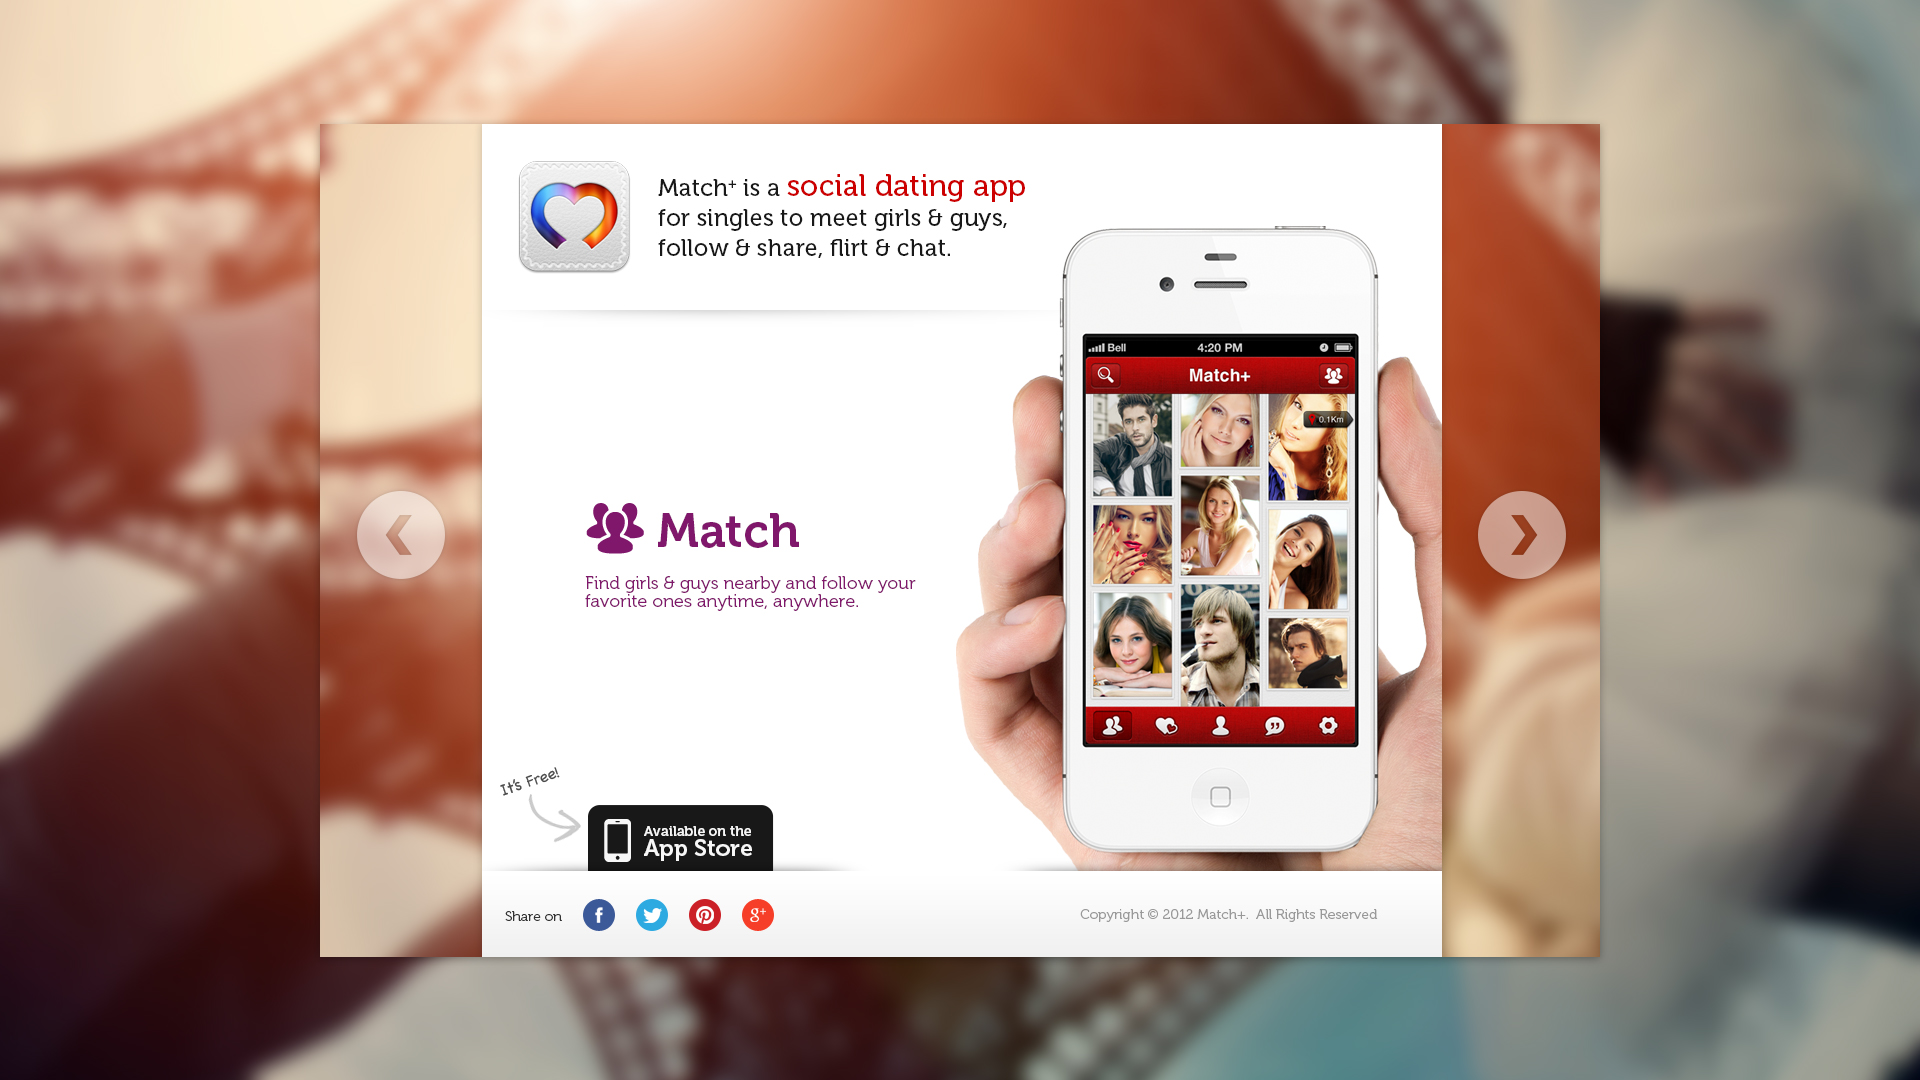 Match+ is a social dating app
for singles to meet girls & guys,
follow & share, flirt & chat.
Bell 4:20 PM
Match+
0.1Km
Match
Find girls & guys nearby and follow your
favorite ones anytime, anywhere.
It's Free!
Available on the
App Store
Share on
f
g+
Copyright © 2012 Match+. All Rights Reserved